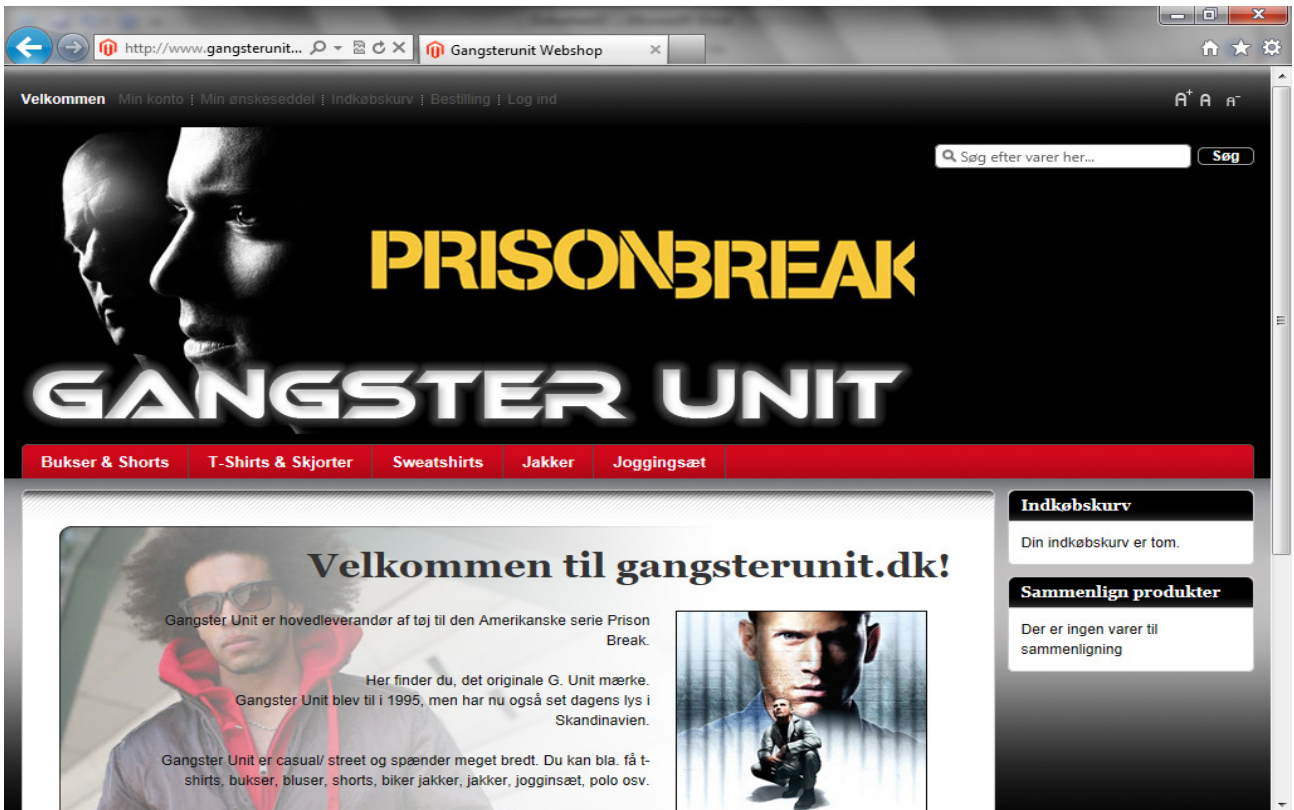 http://www.gangsterunit...
Gangsterunit Webshop
Velkommen Min konto Min ønskeseddel Indkøbskurv Bestilling Log ind
A+ A A-
Søg efter varer her... Søg
PRISON BREAK
GANGSTER UNIT
Bukser & Shorts T-Shirts & Skjorter Sweatshirts Jakker Joggingsæt
Velkommen til gangsterunit.dk!
Gangster Unit er hovedleverandør af tøj til den Amerikanske serie Prison
Break.
Her finder du, det originale G. Unit mærke.
Gangster Unit blev til i 1995, men har nu også set dagens lys i
Skandinavien.
Gangster Unit er casual/ street og spænder meget bredt. Du kan bla. få t-
shirts, bukser, bluser, shorts, biker jakker, jakker, jogginsæt, polo osv.
Indkøbskurv
Din indkøbskurv er tom.
Sammenlign produkter
Der er ingen varer til
sammenligning